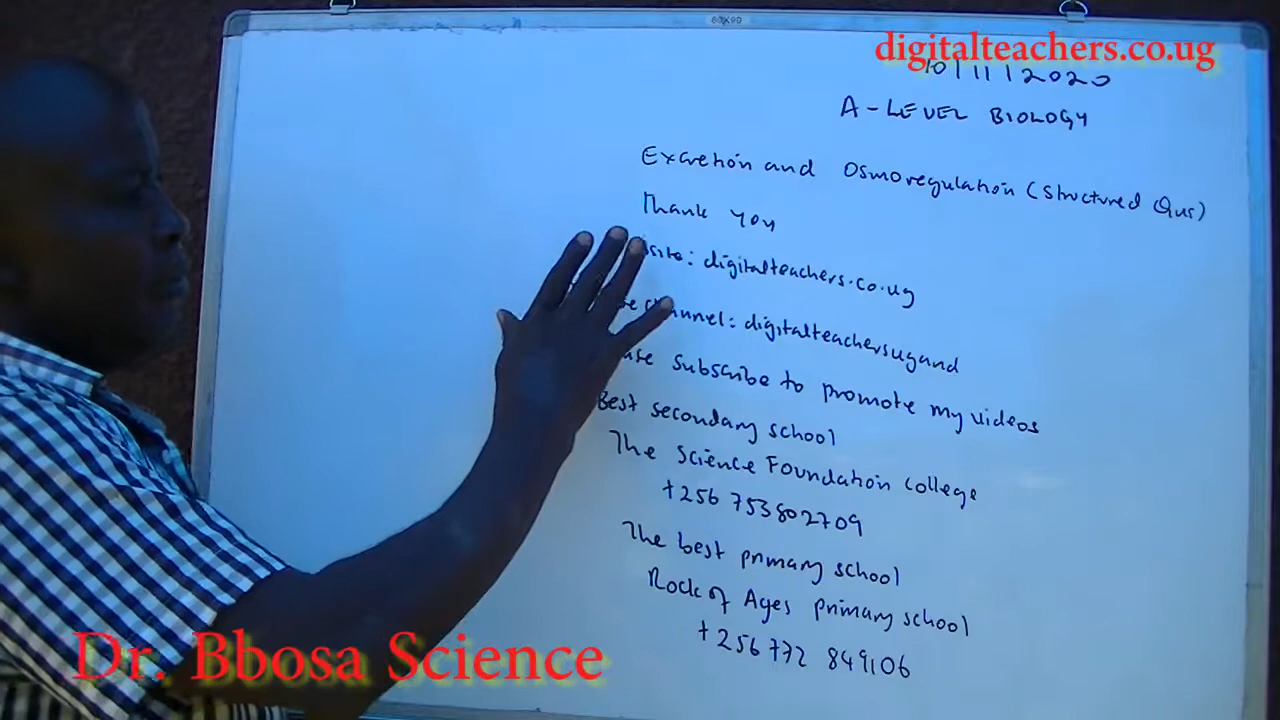 60X90
digitalteachers.co.ug
10/11/2020
A-LEVEL BIOLOGY
Excretion and Osmoregulation (Structured Qns)
Thank you
site: digitalteachers.co.ug
channel: digitalteachersugand
subscribe to promote my videos
Best secondary school
The Science Foundation College
+256 753802709
The best primary school
Rock of Ages primary school
+256 772 849106
Dr. Bbosa Science